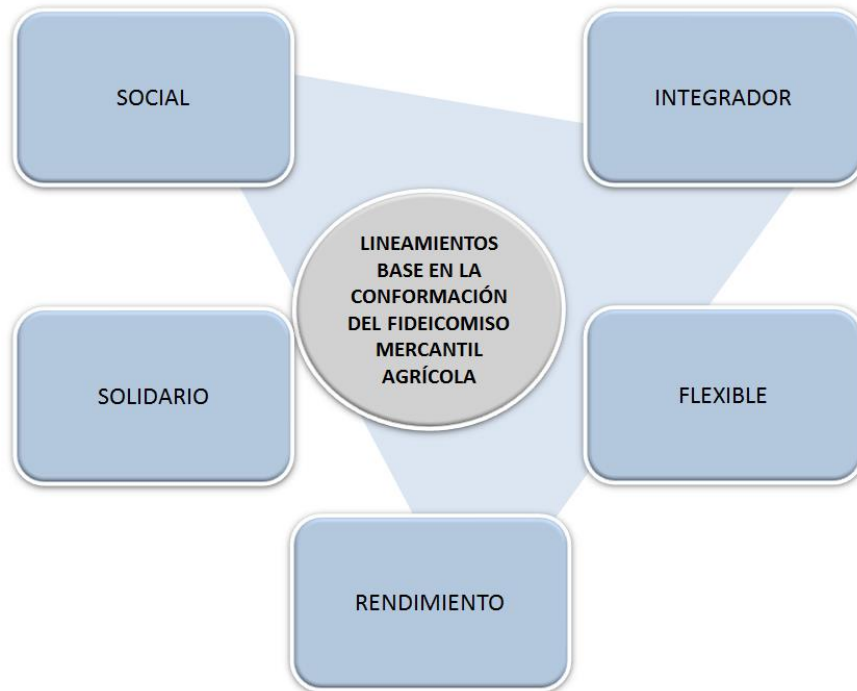 SOCIAL
INTEGRADOR
LINEAMIENTOS
BASE EN LA
CONFORMACIÓN
DEL FIDEICOMISO
MERCANTIL
AGRÍCOLA
SOLIDARIO
FLEXIBLE
RENDIMIENTO